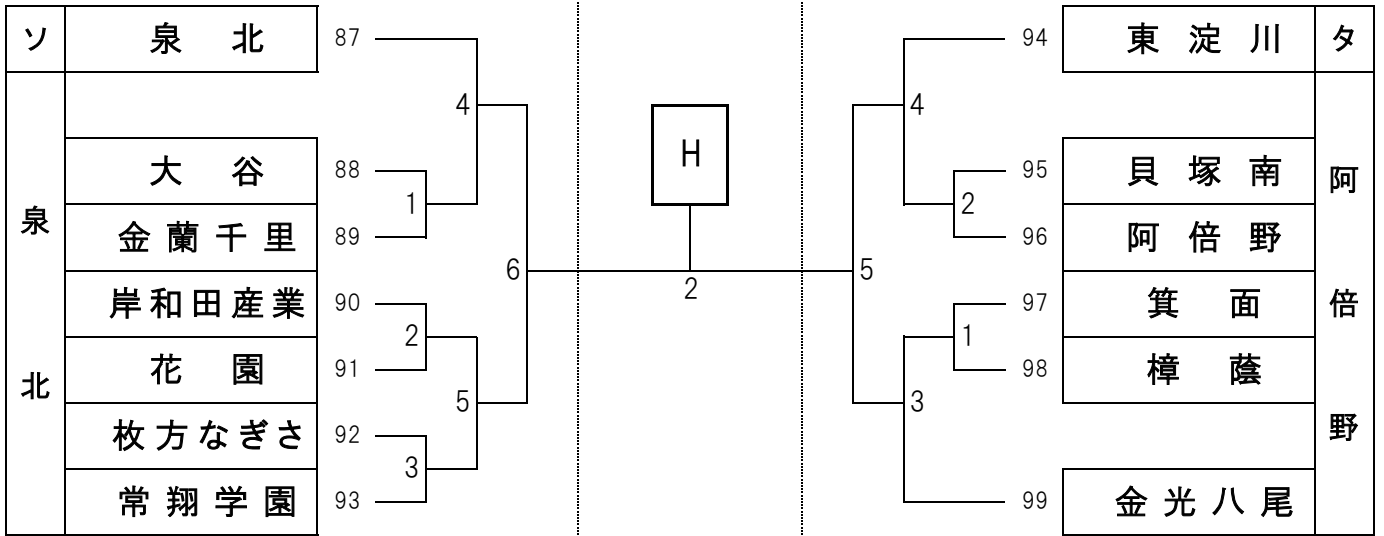 ソ 泉北 87 94 東淀川 タ
4 4
H
大谷 88 95 貝塚南
1 2
金蘭千里 89 96 阿倍野
6 5
2
岸和田産業 90 97 箕面
2 1
花園 91 98 樟蔭
5 3
枚方なぎさ 92
3
常翔学園 93 99 金光八尾
泉北
阿倍野